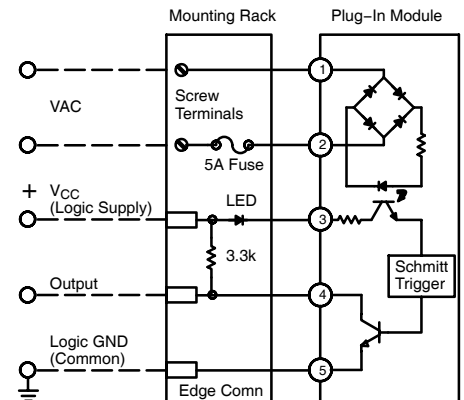 Mounting Rack
Plug-In Module
1
VAC
Screw
Terminals
2
5A Fuse
+ VCC
(Logic Supply)
LED
3
3.3k
Schmitt
Trigger
Output
4
Logic GND
(Common)
5
Edge Comn